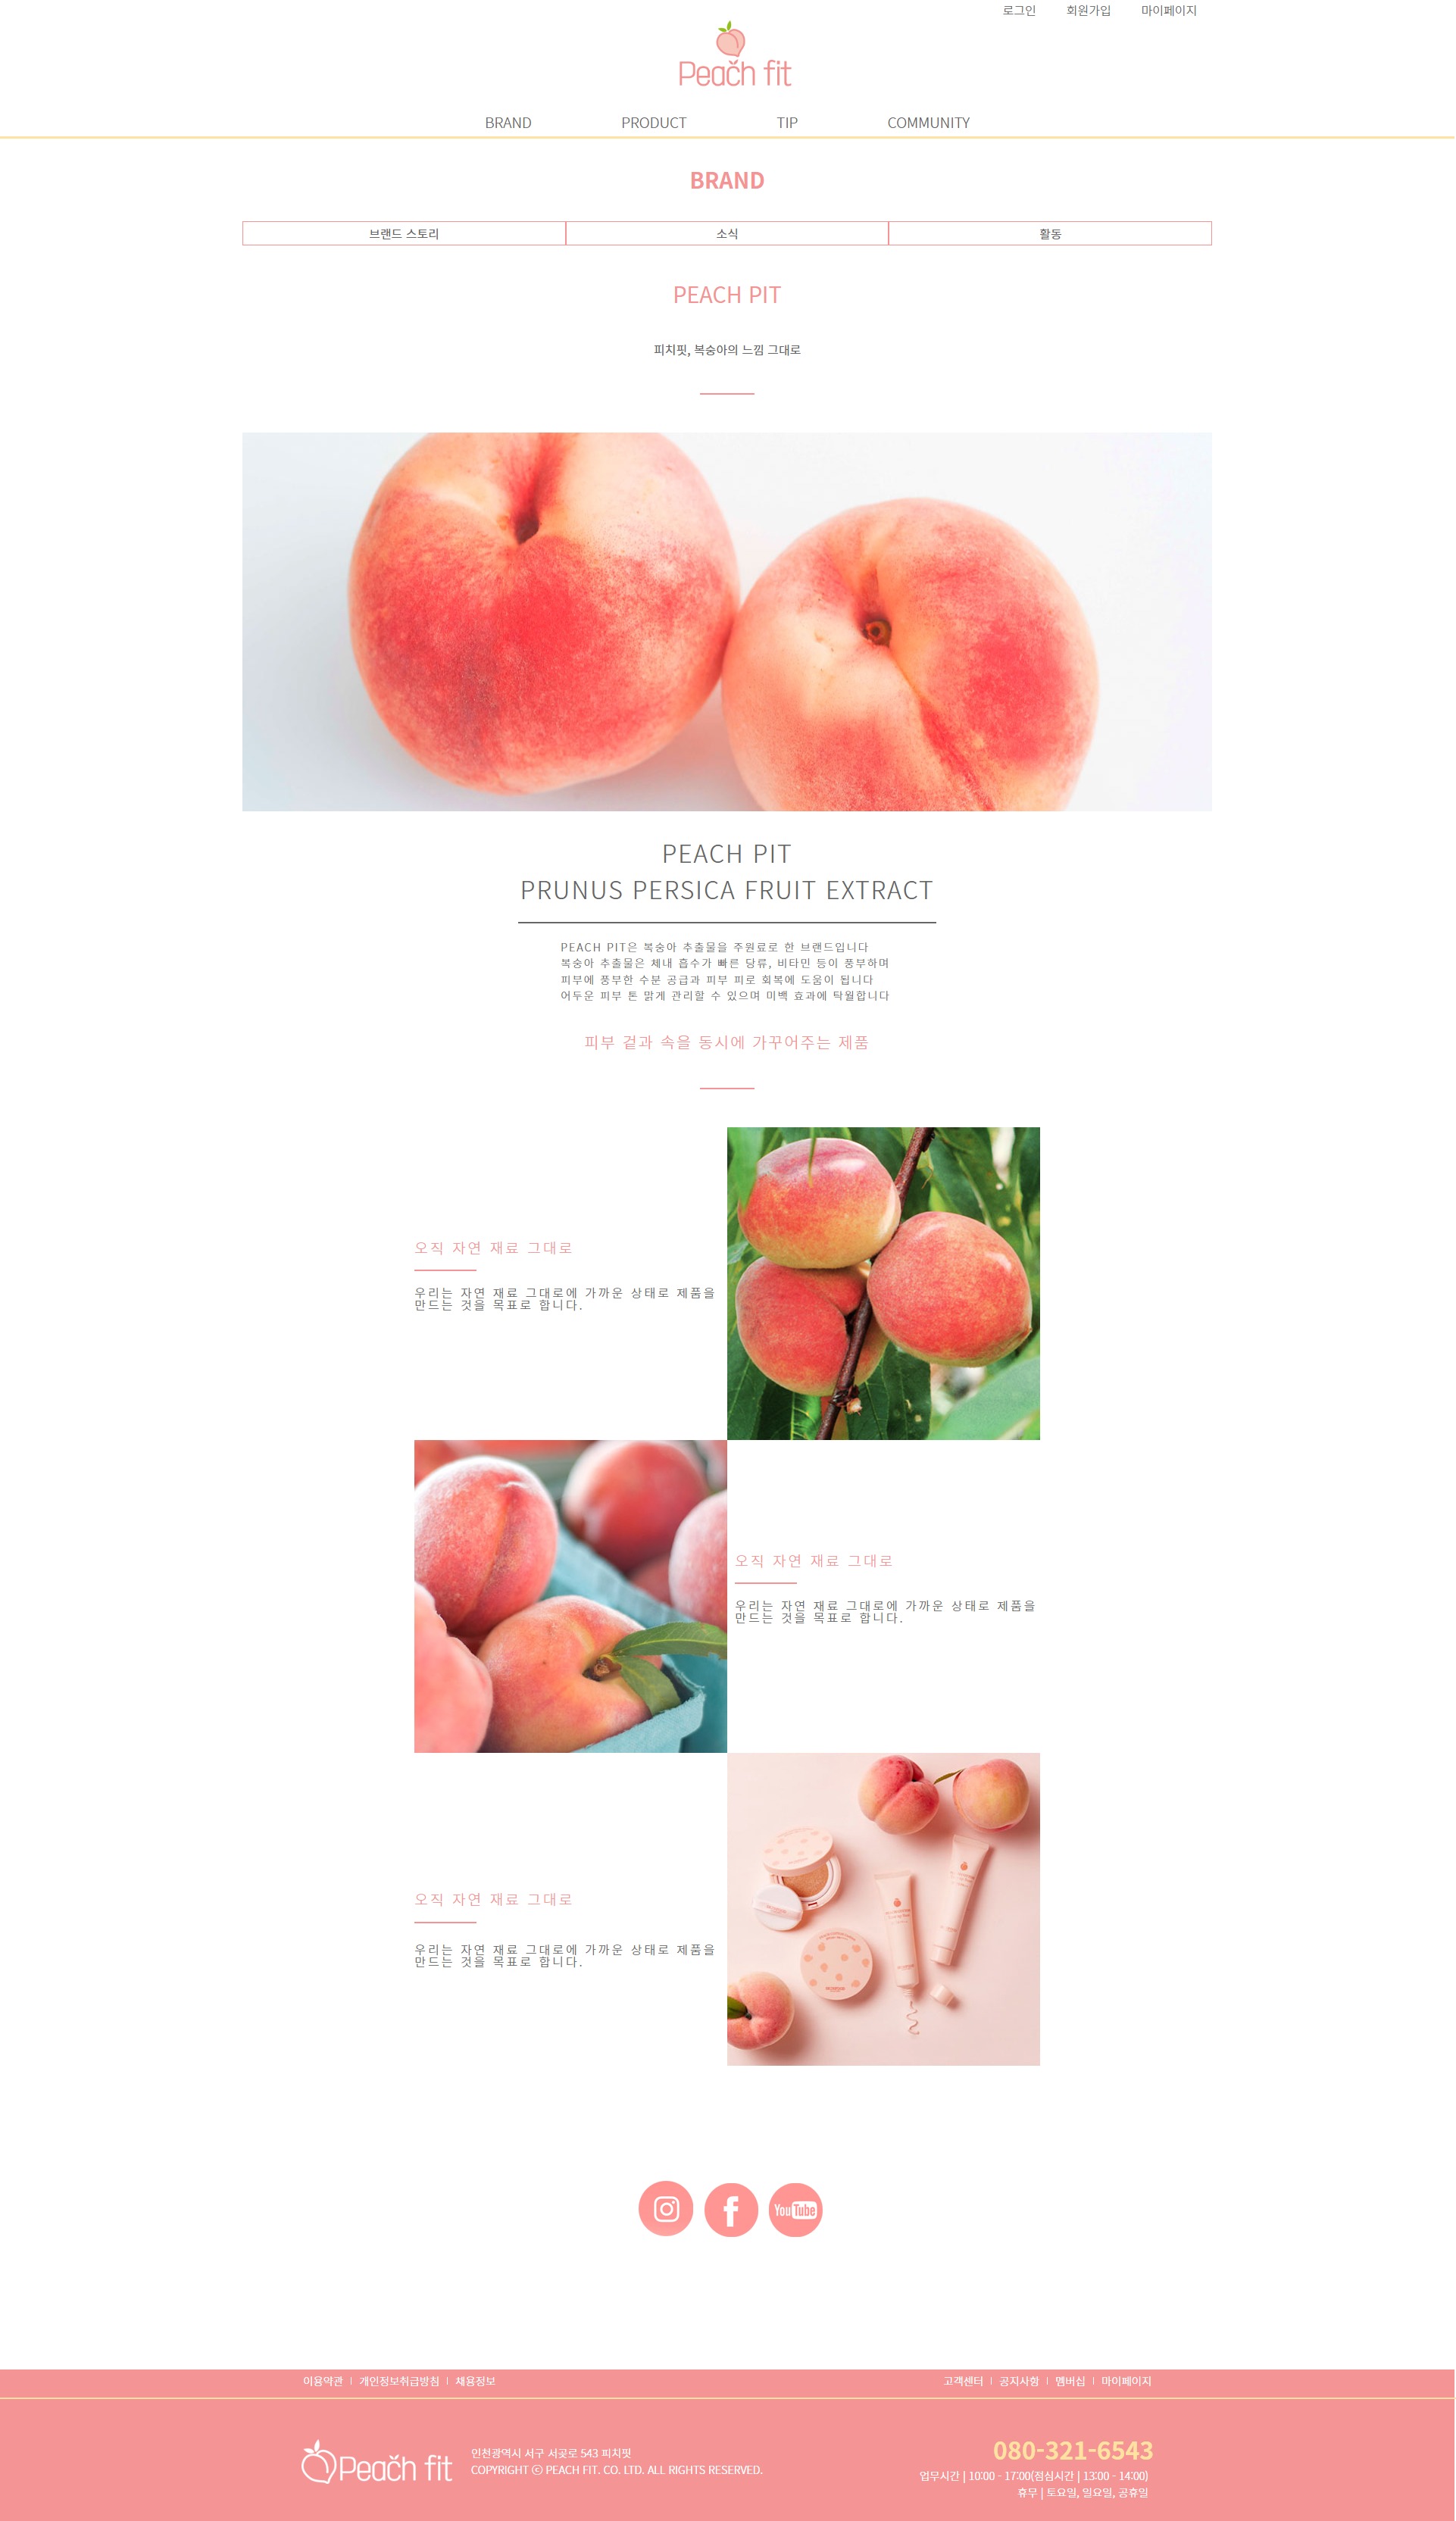 로그인 회원가입 마이페이지
Peach fit
BRAND PRODUCT TIP COMMUNITY
BRAND
브랜드 스토리 소식 활동
PEACH PIT
피치핏, 복숭아의 느낌 그대로
PEACH PIT
PRUNUS PERSICA FRUIT EXTRACT
PEACH PIT은 복숭아 추출물을 주원료로 한 브랜드입니다
복숭아 추출물은 체내 흡수가 빠른 당류, 비타민 등이 풍부하며
피부에 풍부한 수분 공급과 피부 피로 회복에 도움이 됩니다
어두운 피부 톤 맑게 관리할 수 있으며 미백 효과에 탁월합니다
피부 겉과 속을 동시에 가꾸어주는 제품
오직 자연 재료 그대로
우리는 자연 재료 그대로에 가까운 상태로 제품을
만드는 것을 목표로 합니다.
오직 자연 재료 그대로
우리는 자연 재료 그대로에 가까운 상태로 제품을
만드는 것을 목표로 합니다.
오직 자연 재료 그대로
우리는 자연 재료 그대로에 가까운 상태로 제품을
만드는 것을 목표로 합니다.
You Tube
이용약관 | 개인정보취급방침 | 채용정보
고객센터 | 공지사항 | 멤버십 | 마이페이지
Peach fit
인천광역시 서구 서곶로 543 피치핏
COPYRIGHT ⓒ PEACH FIT. CO. LTD. ALL RIGHTS RESERVED.
080-321-6543
업무시간 | 10:00 - 17:00(점심시간 | 13:00 - 14:00)
휴무 | 토요일, 일요일, 공휴일